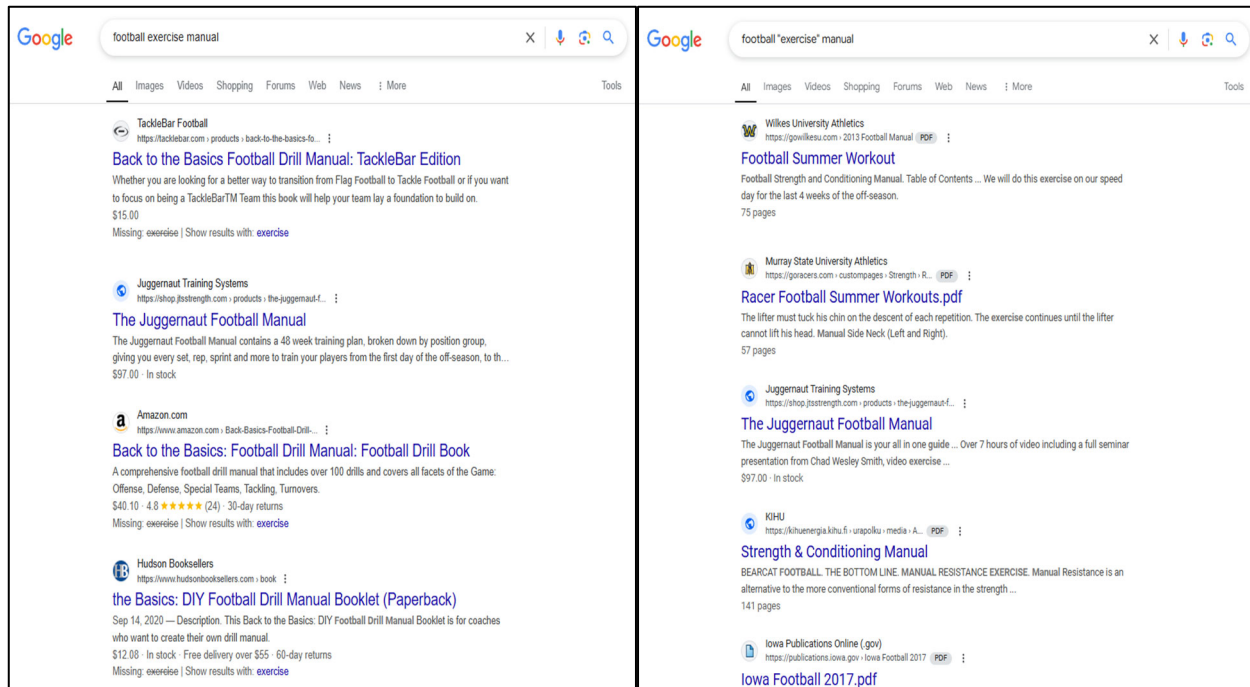 Google
football exercise manual
All Images Videos Shopping Forums Web News More Tools
TackleBar Football
https://tacklebar.com › products › back-to-the-basics-fo...
Back to the Basics Football Drill Manual: TackleBar Edition
Whether you are looking for a better way to transition from Flag Football to Tackle Football or if you want
to focus on being a TackleBarTM Team this book will help your team lay a foundation to build on.
$15.00
Missing: exercise | Show results with: exercise
Juggernaut Training Systems
https://shop.jtsstrength.com › products › the-juggernaut-f...
The Juggernaut Football Manual
The Juggernaut Football Manual contains a 48 week training plan, broken down by position group,
giving you every set, rep, sprint and more to train your players from the first day of the off-season, to th...
$97.00 · In stock
a
Amazon.com
https://www.amazon.com › Back-Basics-Football-Drill-...
Back to the Basics: Football Drill Manual: Football Drill Book
A comprehensive football drill manual that includes over 100 drills and covers all facets of the Game:
Offense, Defense, Special Teams, Tackling, Turnovers.
$40.10 · 4.8 ★★★★★ (24) · 30-day returns
Missing: exercise | Show results with: exercise
HB
Hudson Booksellers
https://www.hudsonbooksellers.com › book
the Basics: DIY Football Drill Manual Booklet (Paperback)
Sep 14, 2020 — Description. This Back to the Basics: DIY Football Drill Manual Booklet is for coaches
who want to create their own drill manual.
$12.08 · In stock · Free delivery over $55 · 60-day returns
Missing: exercise | Show results with: exercise
Google
football "exercise" manual
All Images Videos Shopping Forums Web News More Tools
W
Wilkes University Athletics
https://gowilkesu.com › 2013 Football Manual PDF
Football Summer Workout
Football Strength and Conditioning Manual. Table of Contents ... We will do this exercise on our speed
day for the last 4 weeks of the off-season.
75 pages
Murray State University Athletics
https://goracers.com › custompages › Strength › R... PDF
Racer Football Summer Workouts.pdf
The lifter must tuck his chin on the descent of each repetition. The exercise continues until the lifter
cannot lift his head. Manual Side Neck (Left and Right).
57 pages
Juggernaut Training Systems
https://shop.jtsstrength.com › products › the-juggernaut-f...
The Juggernaut Football Manual
The Juggernaut Football Manual is your all in one guide ... Over 7 hours of video including a full seminar
presentation from Chad Wesley Smith, video exercise ...
$97.00 · In stock
KIHU
https://kihuenergia.kihu.fi › urapolku › media › A... PDF
Strength & Conditioning Manual
BEARCAT FOOTBALL. THE BOTTOM LINE. MANUAL RESISTANCE EXERCISE. Manual Resistance is an
alternative to the more conventional forms of resistance in the strength ...
141 pages
Iowa Publications Online (.gov)
https://publications.iowa.gov › Iowa Football 2017 PDF
Iowa Football 2017.pdf